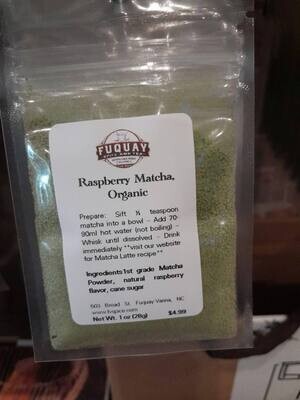 FUQUAY
Raspberry Matcha,
Organic
Prepare: Sift ½ teaspoon
matcha into a bowl - Add 70-
90ml hot water (not boiling) -
Whisk until dissolved - Drink
immediately **visit our website
for Matcha Latte recipe**
Ingredients:1st grade Matcha
Powder, natural raspberry
flavor, cane sugar
Broad St. Fuquay Varina, NC
Net Wt. 1 oz (28g) $4.99